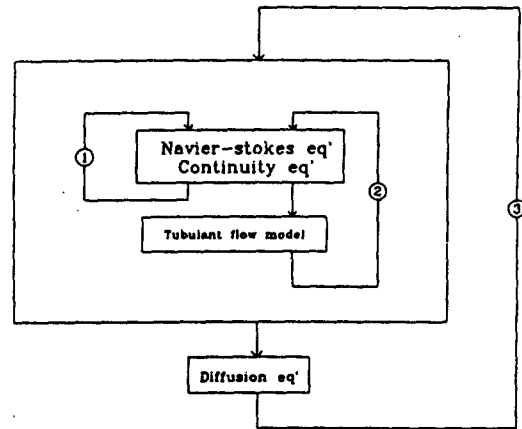 Navier-stokes eq'
Continuity eq'
①
②
Tubulant flow model
③
Diffusion eq'